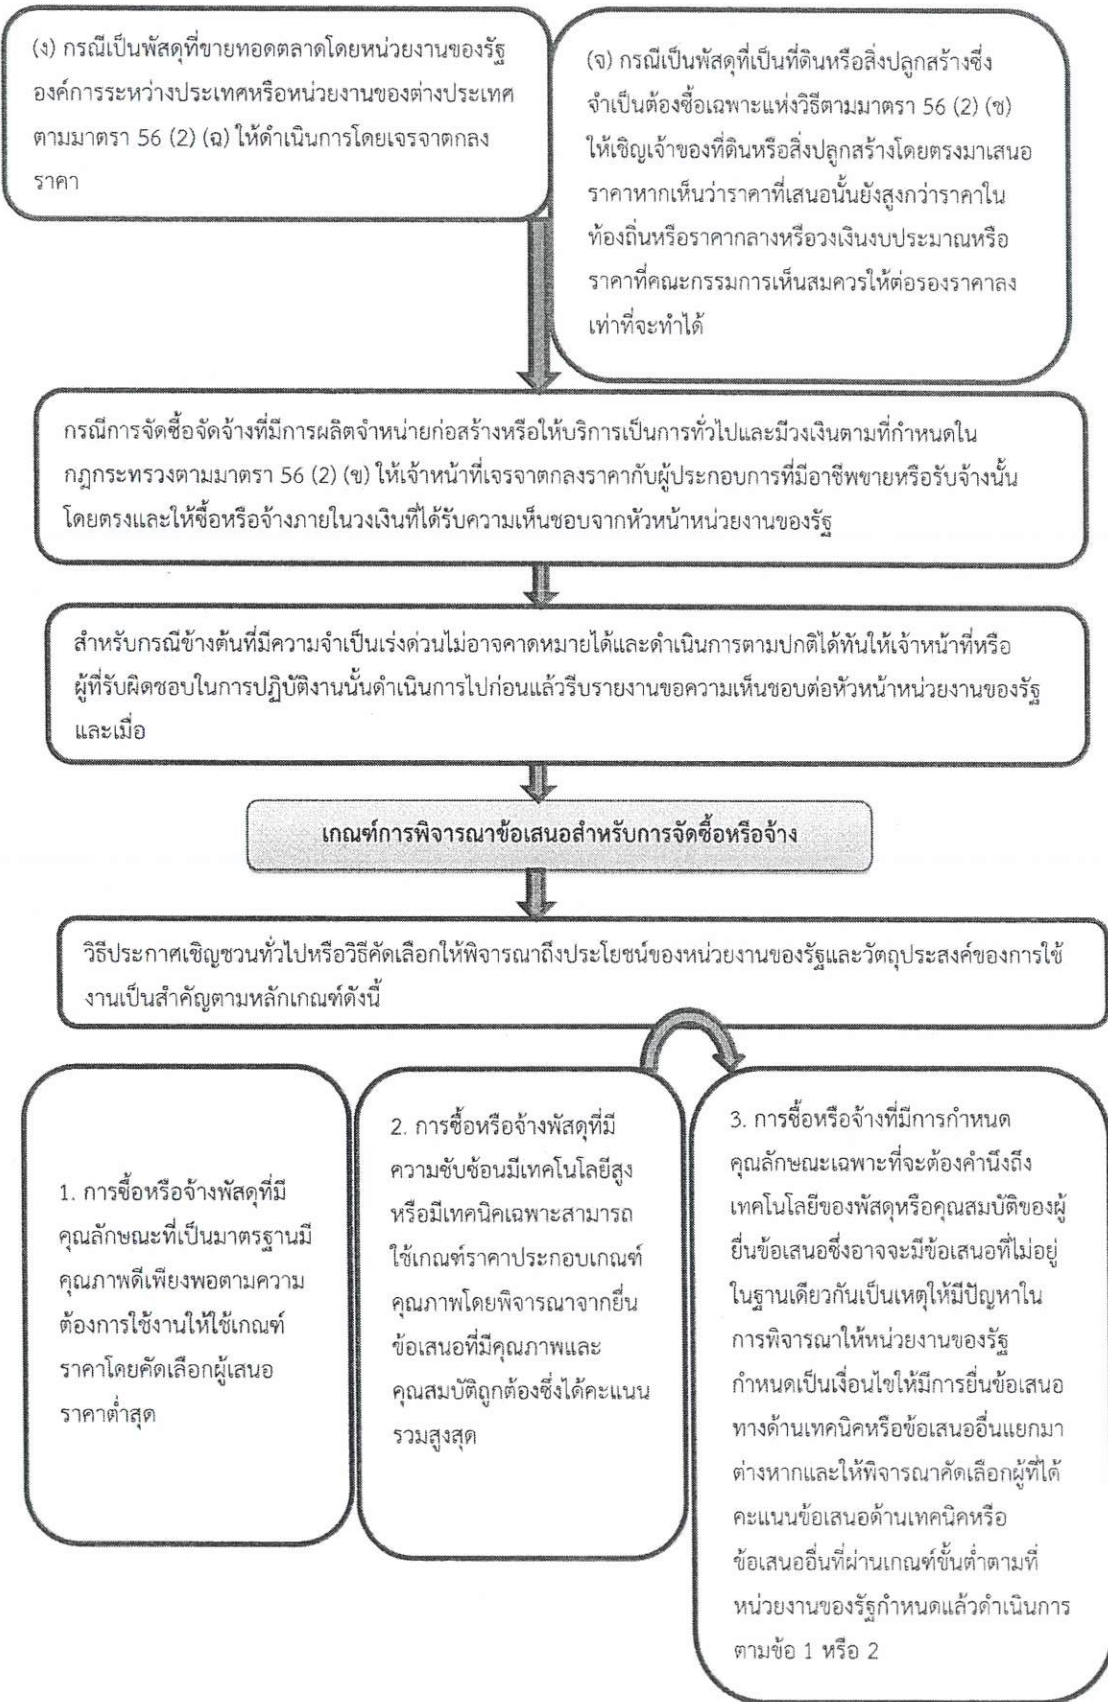 (ง) กรณีเป็นพัสดุที่ขายทอดตลาดโดยหน่วยงานของรัฐ
องค์การระหว่างประเทศหรือหน่วยงานของต่างประเทศ
ตามมาตรา 56 (2) (ฉ) ให้ดำเนินการโดยเจรจาตกลง
ราคา
(จ) กรณีเป็นพัสดุที่เป็นที่ดินหรือสิ่งปลูกสร้างซึ่ง
จำเป็นต้องซื้อเฉพาะแห่งวิธีตามมาตรา 56 (2) (ช)
ให้เชิญเจ้าของที่ดินหรือสิ่งปลูกสร้างโดยตรงมาเสนอ
ราคาหากเห็นว่าราคาที่เสนอนั้นยังสูงกว่าราคาใน
ท้องถิ่นหรือราคากลางหรือวงเงินงบประมาณหรือ
ราคาที่คณะกรรมการเห็นสมควรให้ต่อรองราคาลง
เท่าที่จะทำได้
กรณีการจัดซื้อจัดจ้างที่มีการผลิตจำหน่ายก่อสร้างหรือให้บริการเป็นการทั่วไปและมีวงเงินตามที่กำหนดใน
กฎกระทรวงตามมาตรา 56 (2) (ข) ให้เจ้าหน้าที่เจรจาตกลงราคากับผู้ประกอบการที่มีอาชีพขายหรือรับจ้างนั้น
โดยตรงและให้ซื้อหรือจ้างภายในวงเงินที่ได้รับความเห็นชอบจากหัวหน้าหน่วยงานของรัฐ
สำหรับกรณีข้างต้นที่มีความจำเป็นเร่งด่วนไม่อาจคาดหมายได้และดำเนินการตามปกติได้ทันให้เจ้าหน้าที่หรือ
ผู้ที่รับผิดชอบในการปฏิบัติงานนั้นดำเนินการไปก่อนแล้วรีบรายงานขอความเห็นชอบต่อหัวหน้าหน่วยงานของรัฐ
และเมื่อ
เกณฑ์การพิจารณาข้อเสนอสำหรับการจัดซื้อหรือจ้าง
วิธีประกาศเชิญชวนทั่วไปหรือวิธีคัดเลือกให้พิจารณาถึงประโยชน์ของหน่วยงานของรัฐและวัตถุประสงค์ของการใช้
งานเป็นสำคัญตามหลักเกณฑ์ดังนี้
1. การซื้อหรือจ้างพัสดุที่มี
คุณลักษณะที่เป็นมาตรฐานมี
คุณภาพดีเพียงพอตามความ
ต้องการใช้งานให้ใช้เกณฑ์
ราคาโดยคัดเลือกผู้เสนอ
ราคาต่ำสุด
2. การซื้อหรือจ้างพัสดุที่มี
ความซับซ้อนมีเทคโนโลยีสูง
หรือมีเทคนิคเฉพาะสามารถ
ใช้เกณฑ์ราคาประกอบเกณฑ์
คุณภาพโดยพิจารณาจากยื่น
ข้อเสนอที่มีคุณภาพและ
คุณสมบัติถูกต้องซึ่งได้คะแนน
รวมสูงสุด
3. การซื้อหรือจ้างที่มีการกำหนด
คุณลักษณะเฉพาะที่จะต้องคำนึงถึง
เทคโนโลยีของพัสดุหรือคุณสมบัติของผู้
ยื่นข้อเสนอซึ่งอาจจะมีข้อเสนอที่ไม่อยู่
ในฐานเดียวกันเป็นเหตุให้มีปัญหาใน
การพิจารณาให้หน่วยงานของรัฐ
กำหนดเป็นเงื่อนไขให้มีการยื่นข้อเสนอ
ทางด้านเทคนิคหรือข้อเสนออื่นแยกมา
ต่างหากและให้พิจารณาคัดเลือกผู้ที่ได้
คะแนนข้อเสนอด้านเทคนิคหรือ
ข้อเสนออื่นที่ผ่านเกณฑ์ขั้นต่ำตามที่
หน่วยงานของรัฐกำหนดแล้วดำเนินการ
ตามข้อ 1 หรือ 2